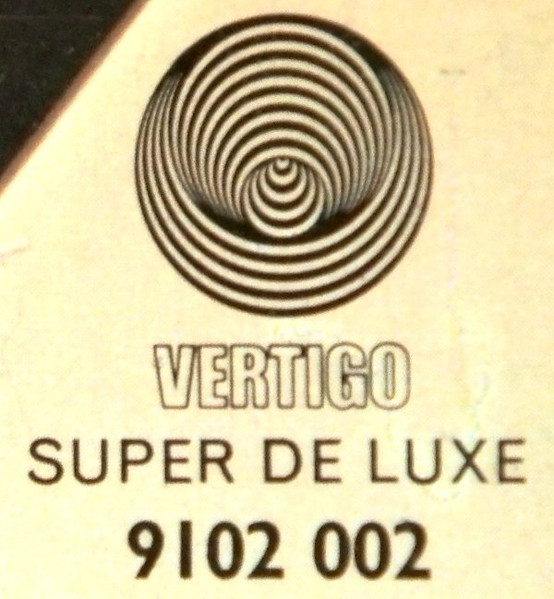 VERTIGO
SUPER DE LUXE
9102 002